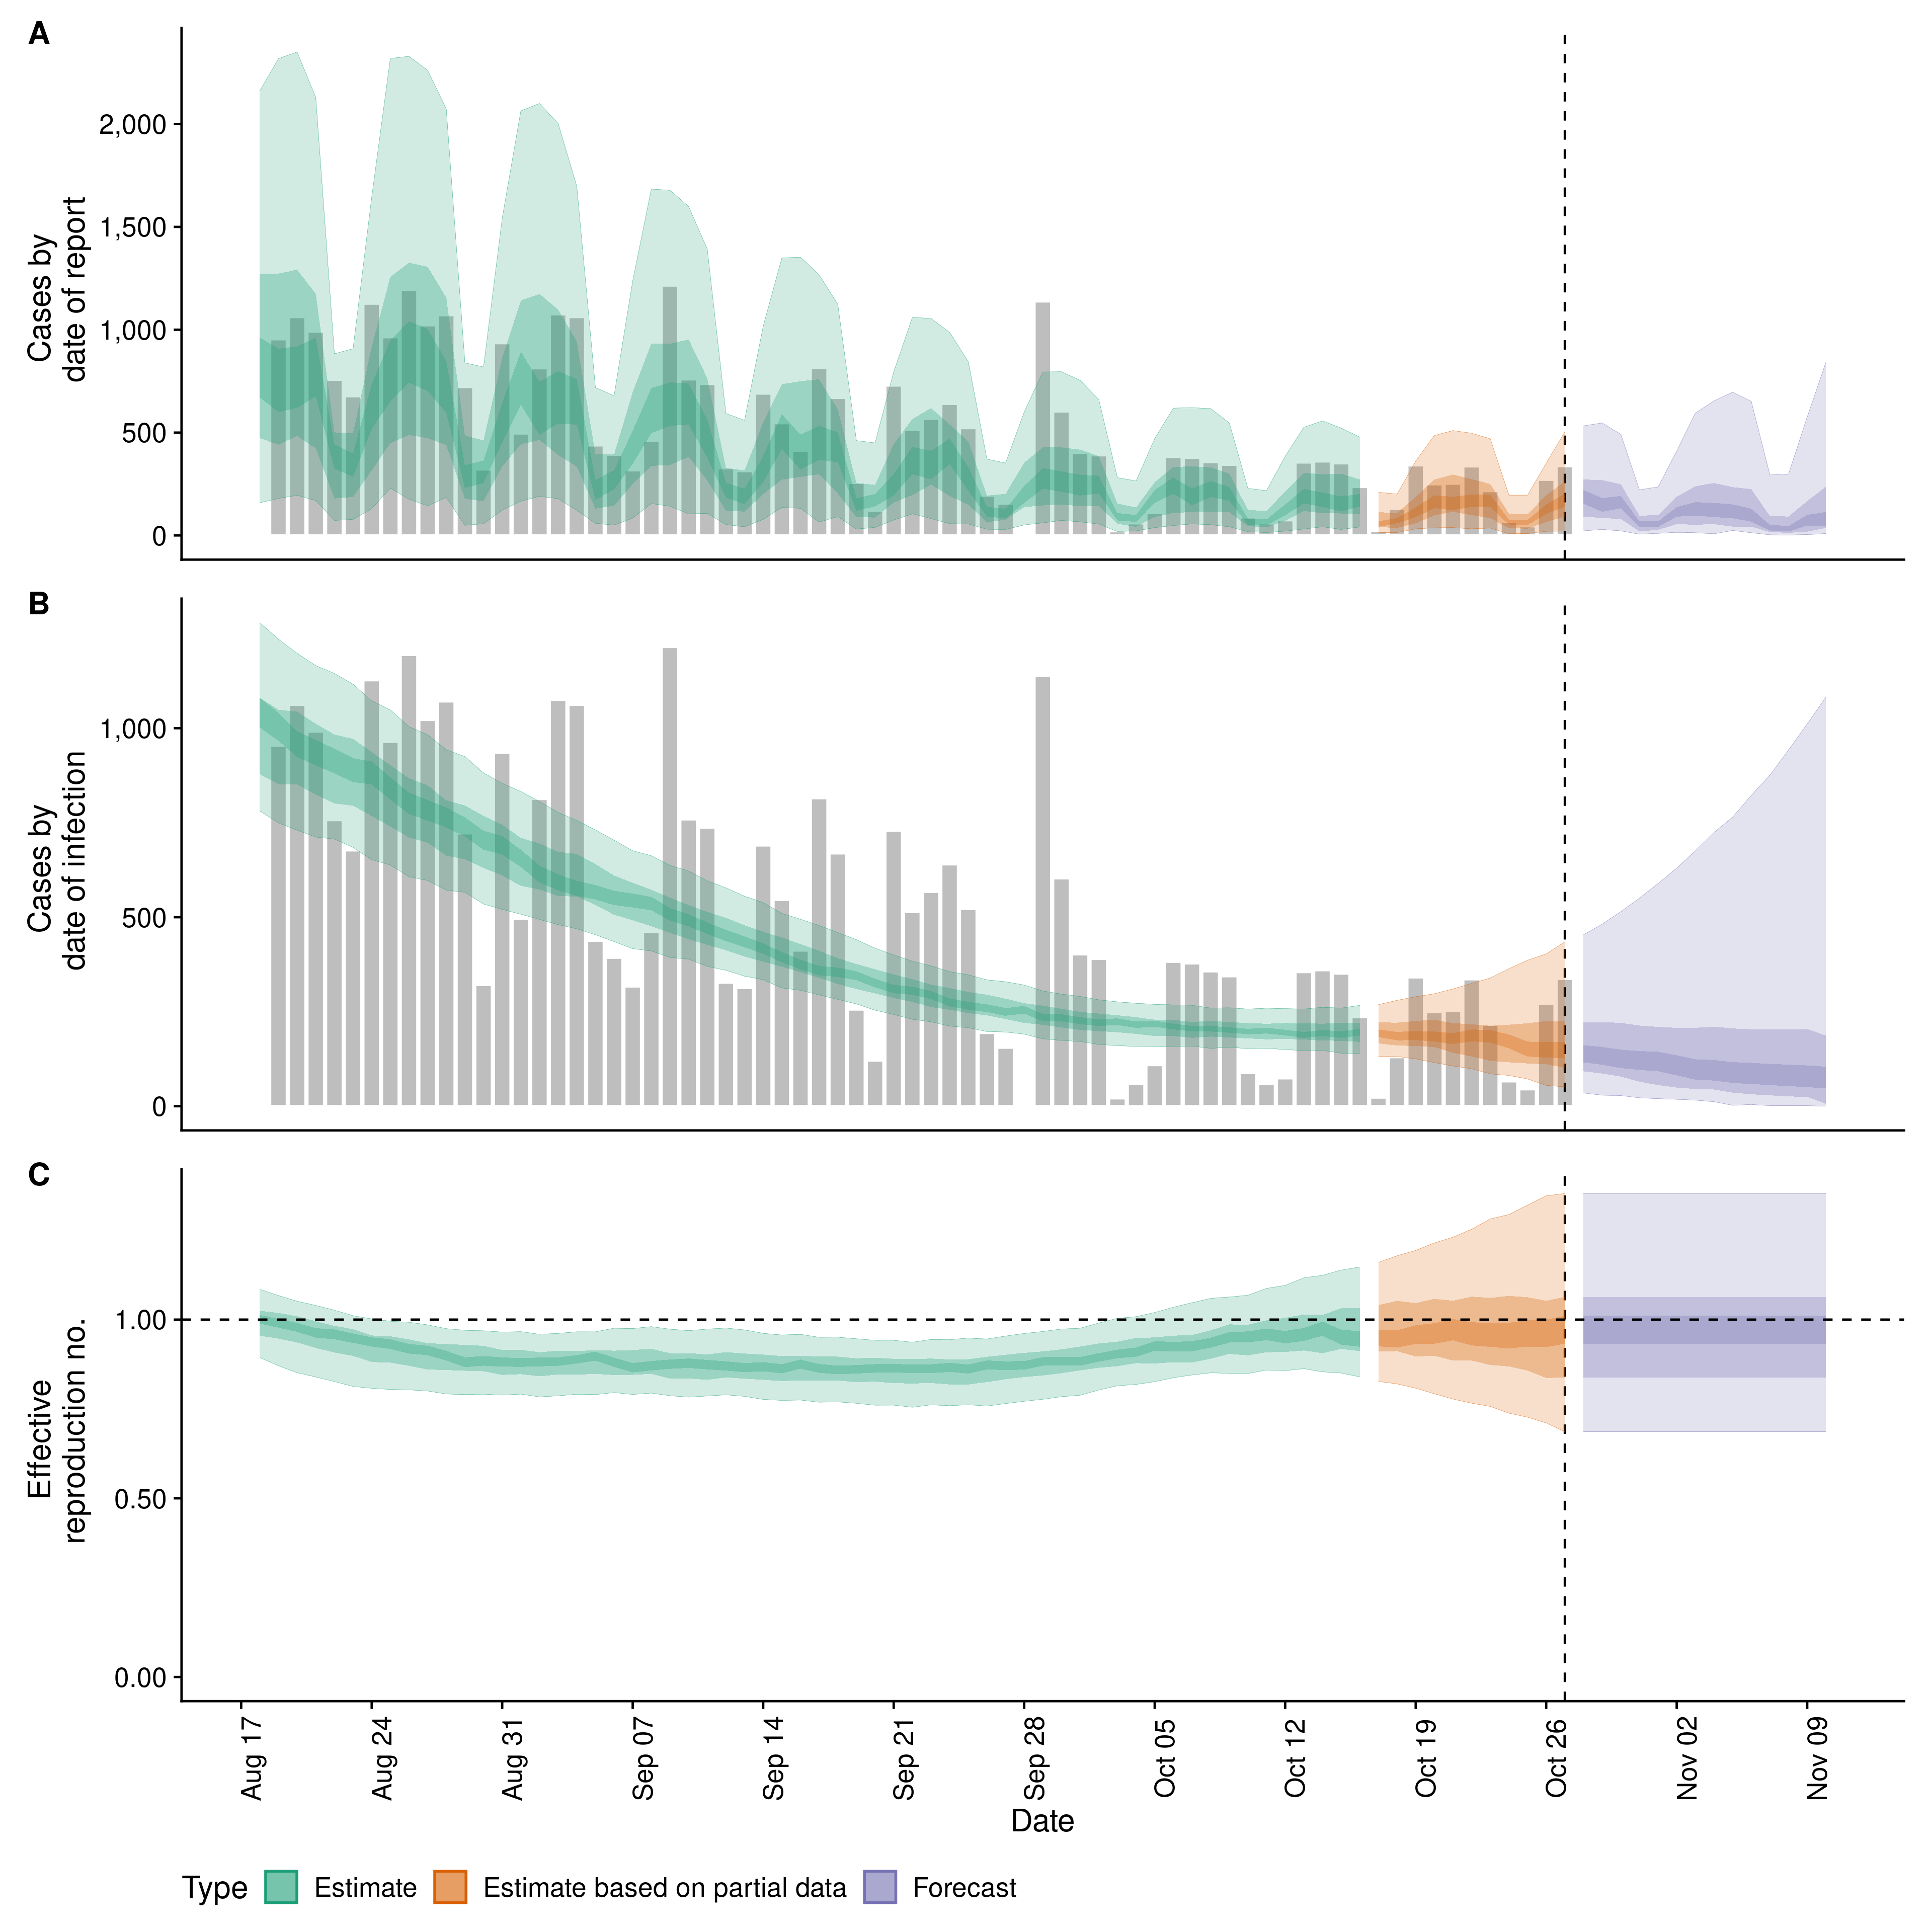 A
2,000
1,500
1,000
500
0
Cases by
date of report
B
1,000
500
0
Cases by
date of infection
C
1.00
0.50
0.00
Effective
reproduction no.
Aug 17
Aug 24
Aug 31
Sep 07
Sep 14
Sep 21
Sep 28
Oct 05
Oct 12
Oct 19
Oct 26
Nov 02
Nov 09
Date
Type Estimate Estimate based on partial data Forecast